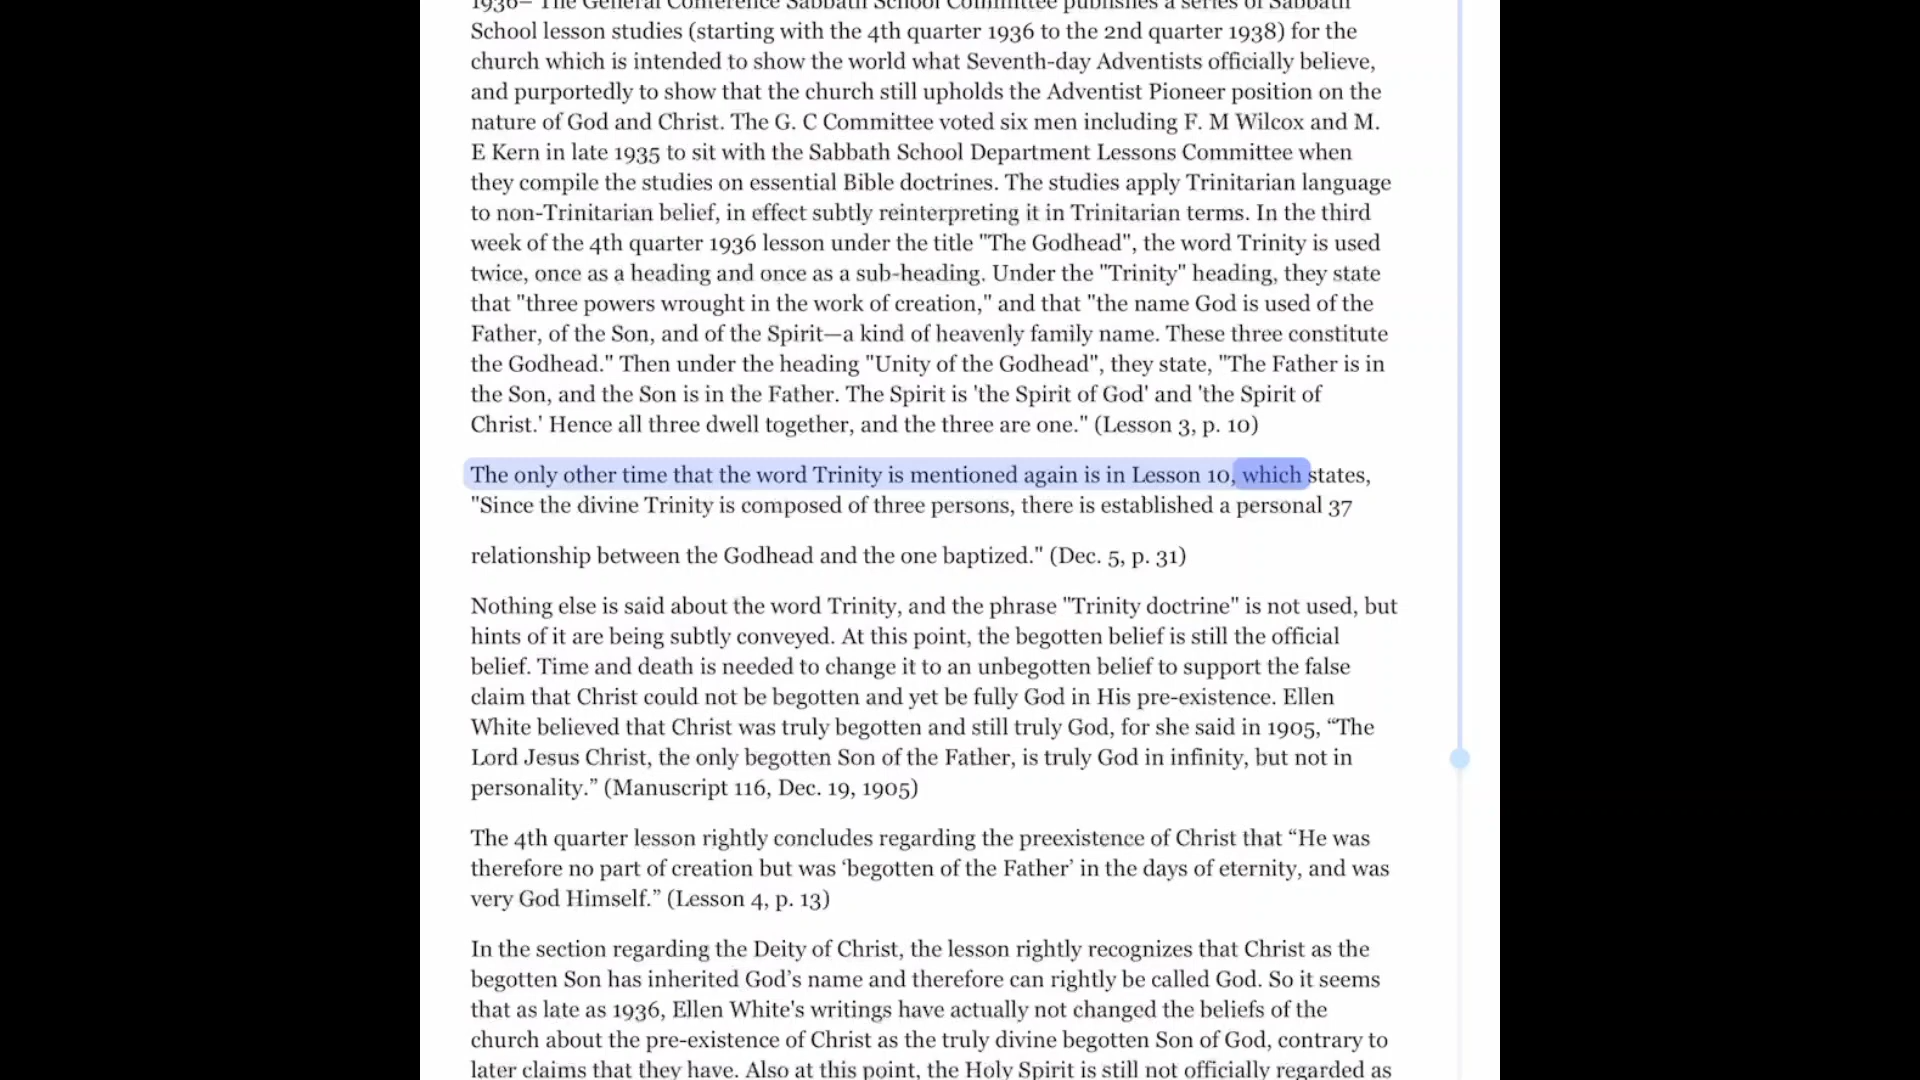 1936– The General Conference Sabbath School Committee publishes a series of Sabbath
School lesson studies (starting with the 4th quarter 1936 to the 2nd quarter 1938) for the
church which is intended to show the world what Seventh-day Adventists officially believe,
and purportedly to show that the church still upholds the Adventist Pioneer position on the
nature of God and Christ. The G. C Committee voted six men including F. M Wilcox and M.
E Kern in late 1935 to sit with the Sabbath School Department Lessons Committee when
they compile the studies on essential Bible doctrines. The studies apply Trinitarian language
to non-Trinitarian belief, in effect subtly reinterpreting it in Trinitarian terms. In the third
week of the 4th quarter 1936 lesson under the title "The Godhead", the word Trinity is used
twice, once as a heading and once as a sub-heading. Under the "Trinity" heading, they state
that "three powers wrought in the work of creation," and that "the name God is used of the
Father, of the Son, and of the Spirit—a kind of heavenly family name. These three constitute
the Godhead." Then under the heading "Unity of the Godhead", they state, "The Father is in
the Son, and the Son is in the Father. The Spirit is 'the Spirit of God' and 'the Spirit of
Christ.' Hence all three dwell together, and the three are one." (Lesson 3, p. 10)
The only other time that the word Trinity is mentioned again is in Lesson 10, which states,
"Since the divine Trinity is composed of three persons, there is established a personal 37
relationship between the Godhead and the one baptized." (Dec. 5, p. 31)
Nothing else is said about the word Trinity, and the phrase "Trinity doctrine" is not used, but
hints of it are being subtly conveyed. At this point, the begotten belief is still the official
belief. Time and death is needed to change it to an unbegotten belief to support the false
claim that Christ could not be begotten and yet be fully God in His pre-existence. Ellen
White believed that Christ was truly begotten and still truly God, for she said in 1905, “The
Lord Jesus Christ, the only begotten Son of the Father, is truly God in infinity, but not in
personality.” (Manuscript 116, Dec. 19, 1905)
The 4th quarter lesson rightly concludes regarding the preexistence of Christ that “He was
therefore no part of creation but was ‘begotten of the Father’ in the days of eternity, and was
very God Himself.” (Lesson 4, p. 13)
In the section regarding the Deity of Christ, the lesson rightly recognizes that Christ as the
begotten Son has inherited God’s name and therefore can rightly be called God. So it seems
that as late as 1936, Ellen White's writings have actually not changed the beliefs of the
church about the pre-existence of Christ as the truly divine begotten Son of God, contrary to
later claims that they have. Also at this point, the Holy Spirit is still not officially regarded as